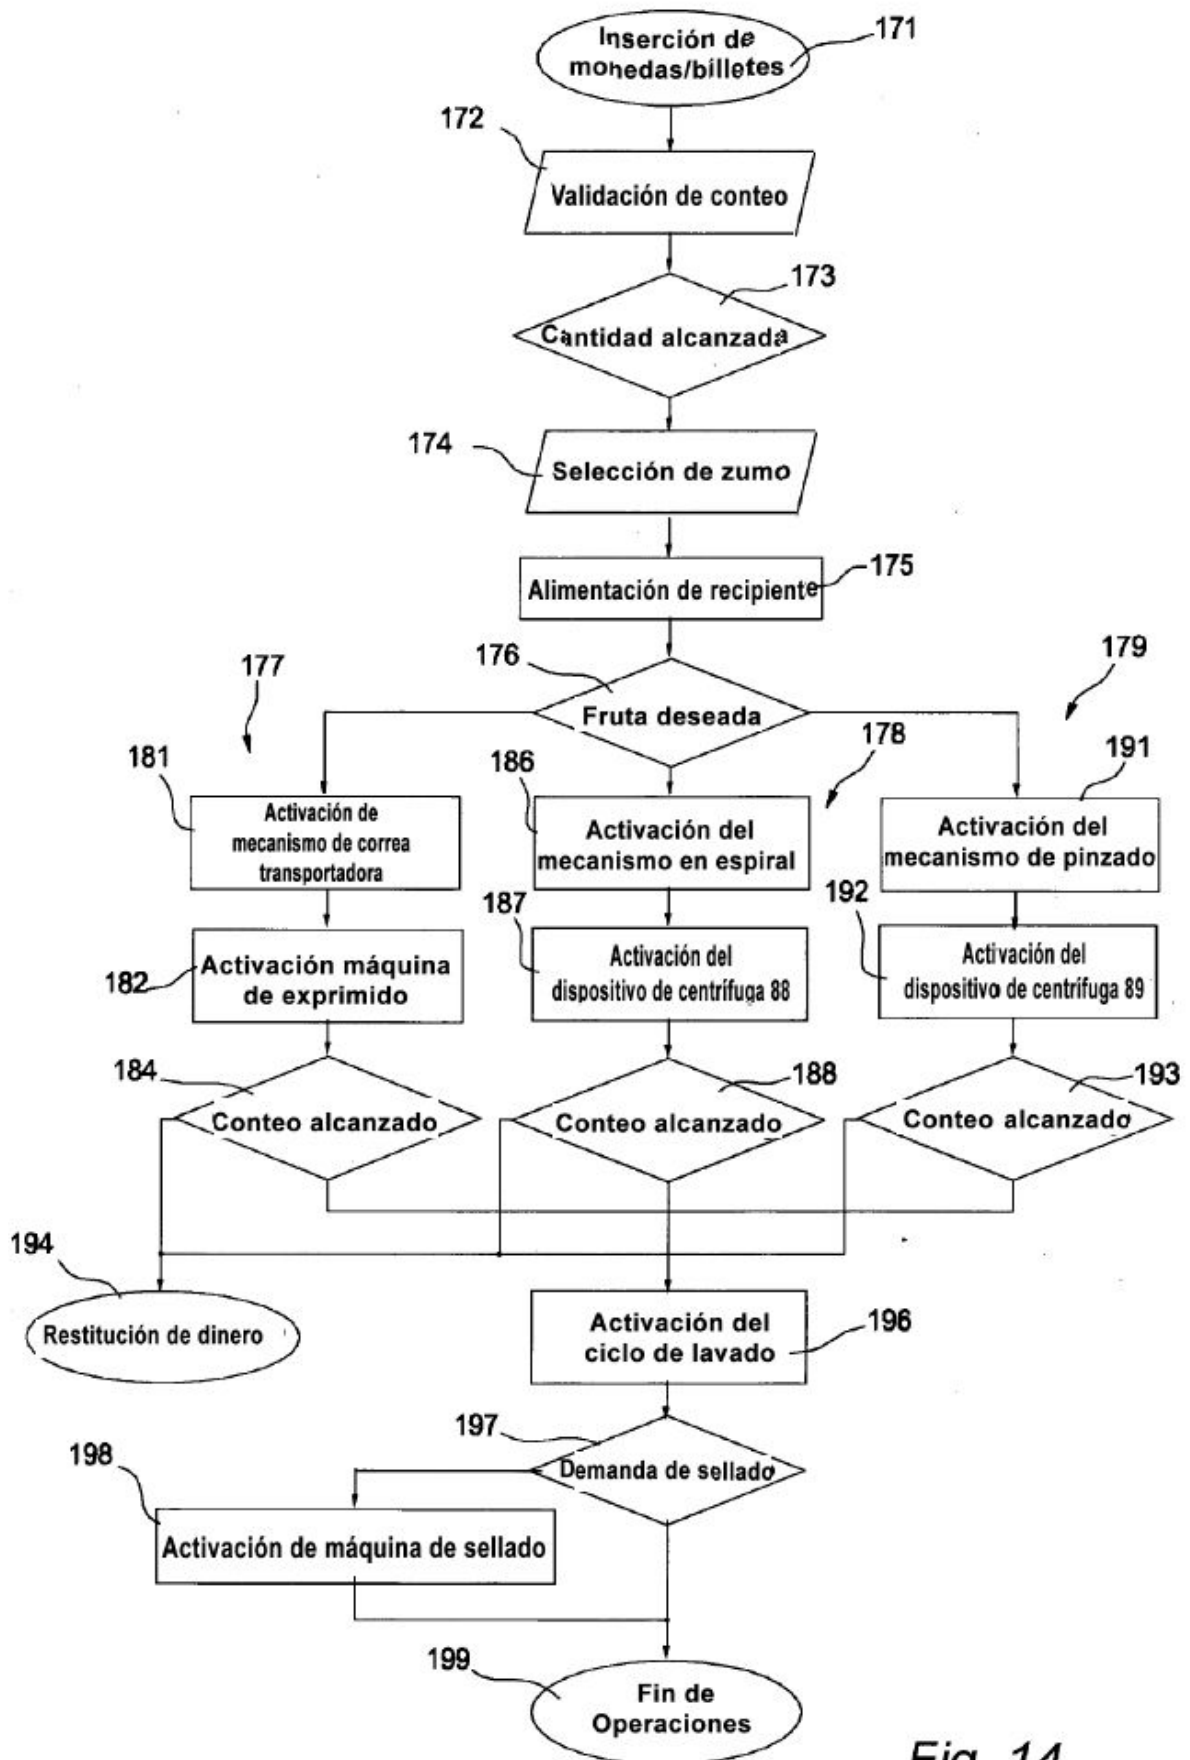 Inserción de
monedas/billetes
171
172
Validación de conteo
173
Cantidad alcanzada
174
Selección de zumo
175
Alimentación de recipiente
176
Fruta deseada
177
178
179
181
Activación de
mecanismo de correa
transportadora
186
Activación del
mecanismo en espiral
191
Activación del
mecanismo de pinzado
182
Activación máquina
de exprimido
187
Activación del
dispositivo de centrífuga 88
192
Activación del
dispositivo de centrífuga 89
184
Conteo alcanzado
188
Conteo alcanzado
193
Conteo alcanzado
194
Restitución de dinero
Activación del
ciclo de lavado
196
197
Demanda de sellado
198
Activación de máquina de sellado
199
Fin de
Operaciones
Fig. 14